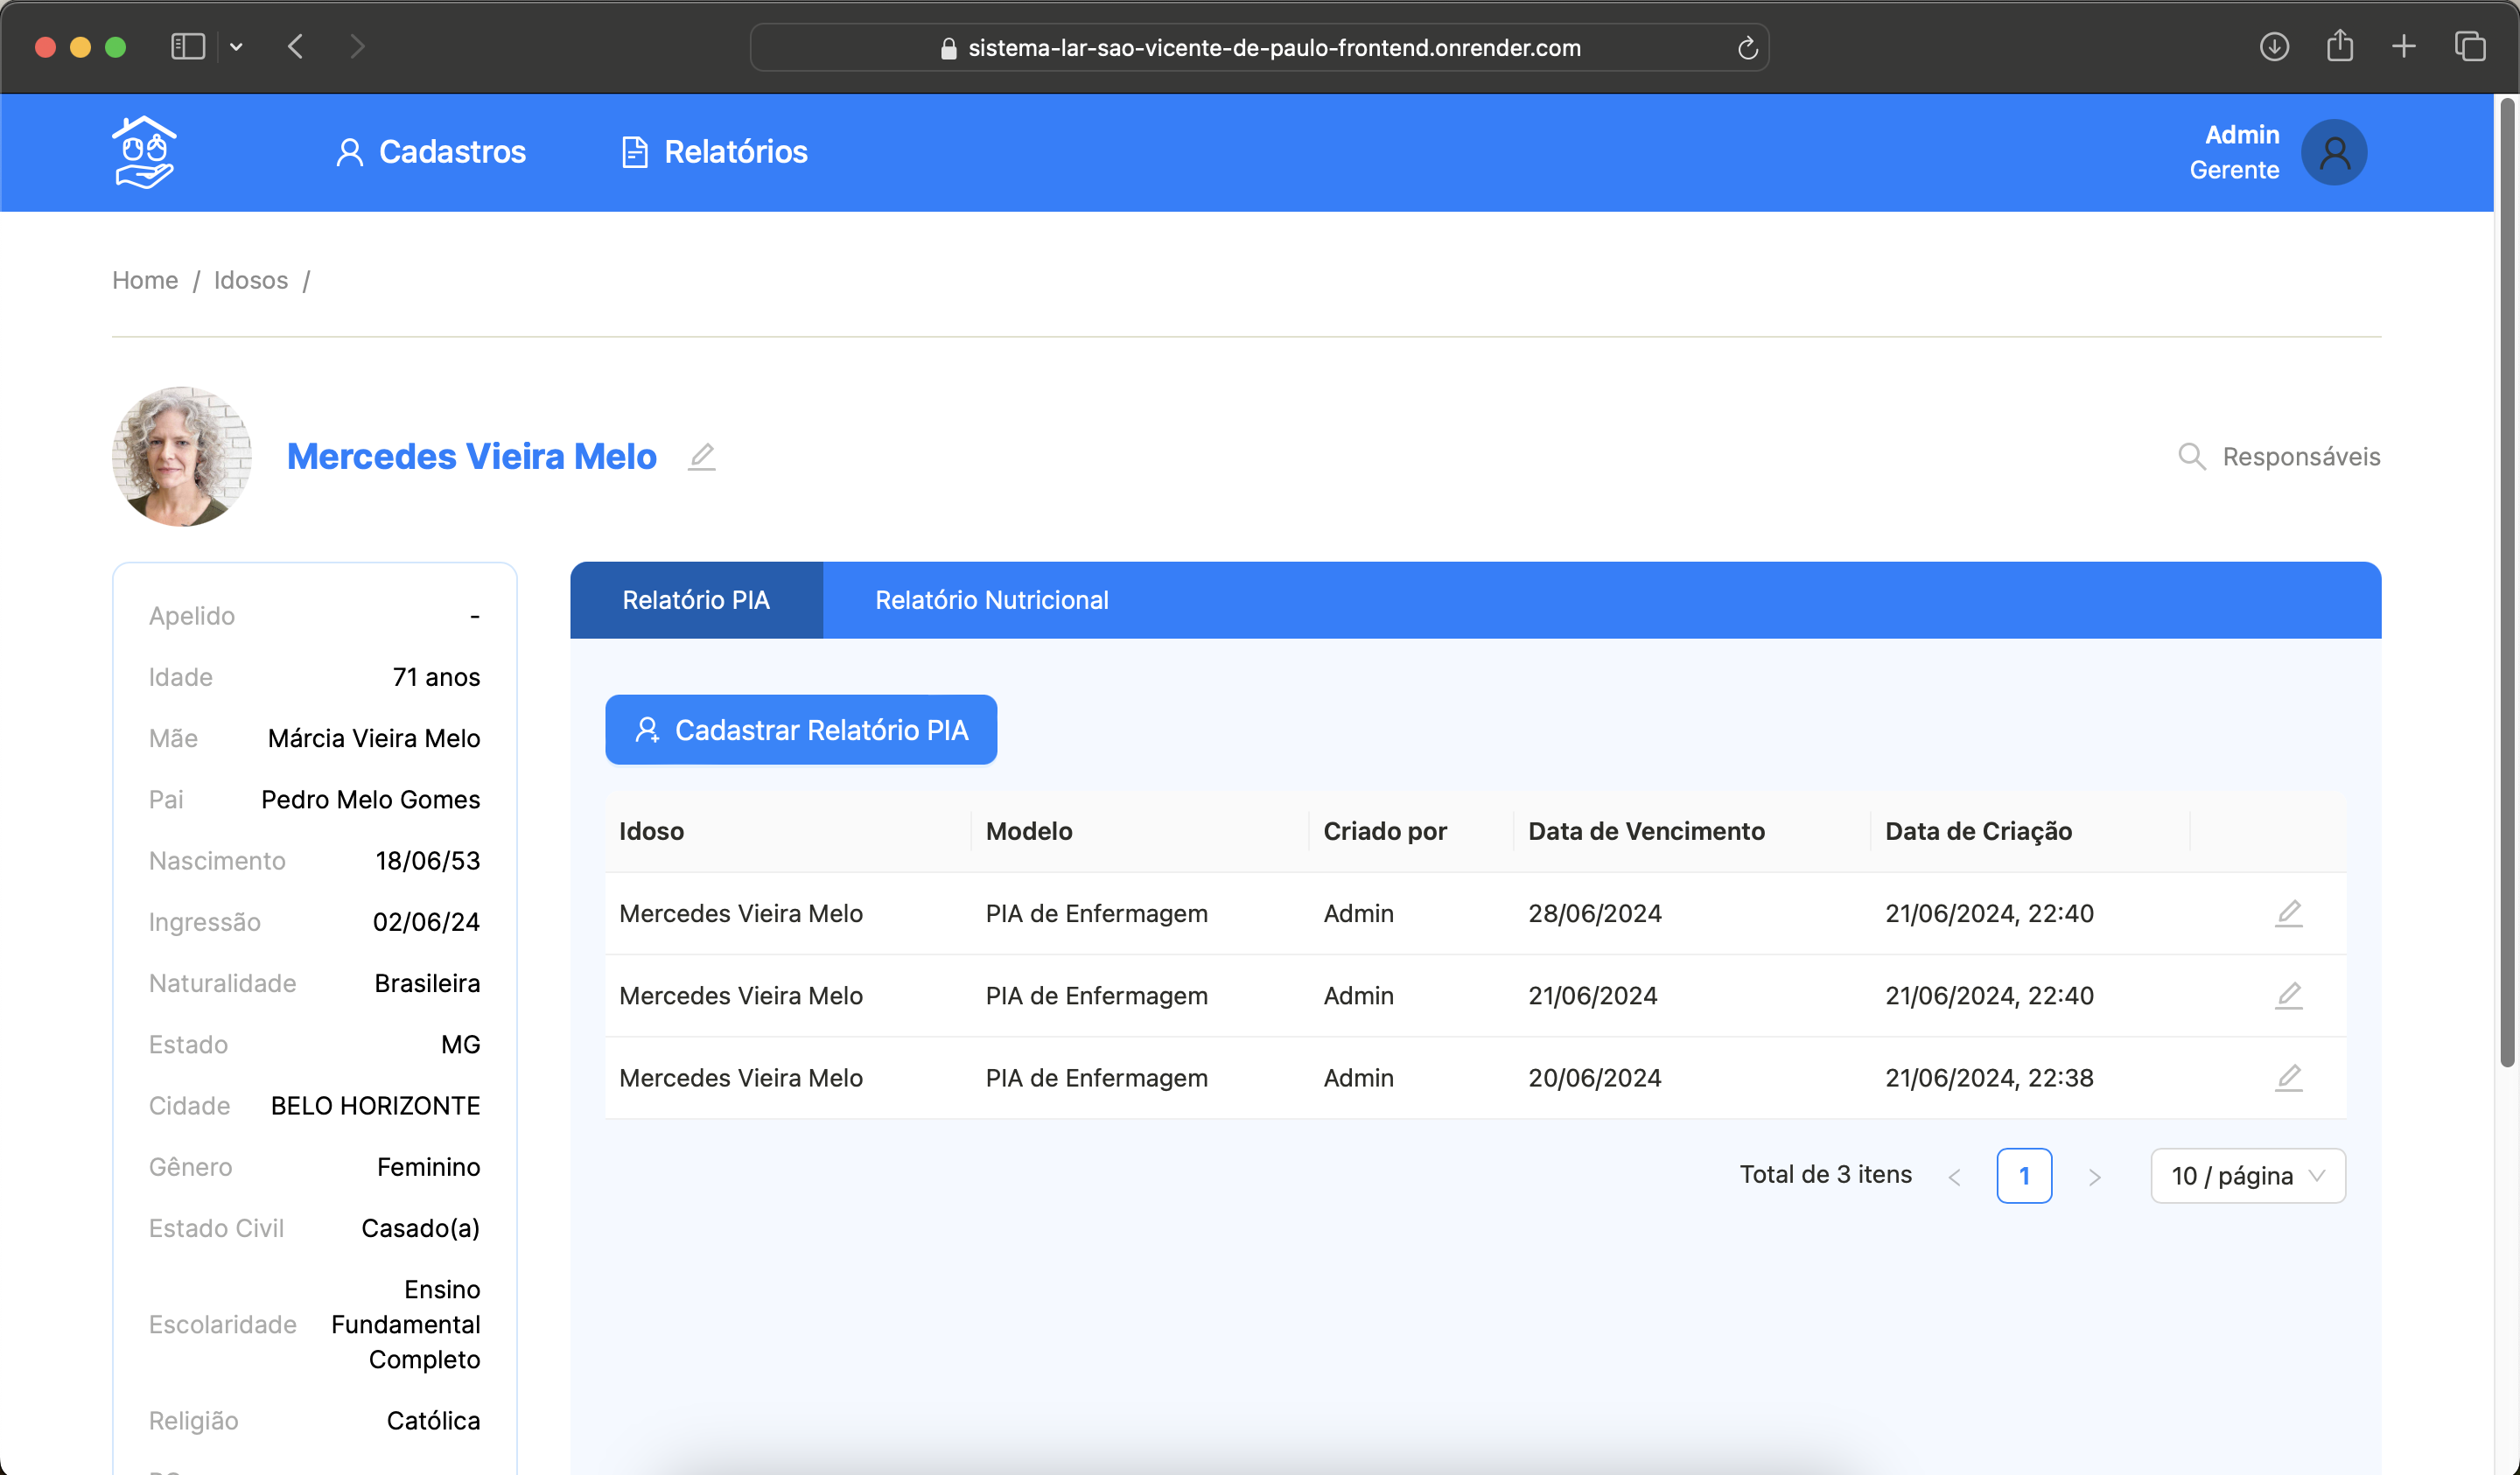 sistema-lar-sao-vicente-de-paulo-frontend.onrender.com
Cadastros
Relatórios
Admin
Gerente
Home / Idosos /
Mercedes Vieira Melo
Responsáveis
Apelido -
Idade 71 anos
Mãe Márcia Vieira Melo
Pai Pedro Melo Gomes
Nascimento 18/06/53
Ingressão 02/06/24
Naturalidade Brasileira
Estado MG
Cidade BELO HORIZONTE
Gênero Feminino
Estado Civil Casado(a)
Escolaridade Ensino
Fundamental
Completo
Religião Católica
Relatório PIA Relatório Nutricional
Cadastrar Relatório PIA
Idoso Modelo Criado por Data de Vencimento Data de Criação
Mercedes Vieira Melo PIA de Enfermagem Admin 28/06/2024 21/06/2024, 22:40
Mercedes Vieira Melo PIA de Enfermagem Admin 21/06/2024 21/06/2024, 22:40
Mercedes Vieira Melo PIA de Enfermagem Admin 20/06/2024 21/06/2024, 22:38
Total de 3 itens < 1 > 10 / página